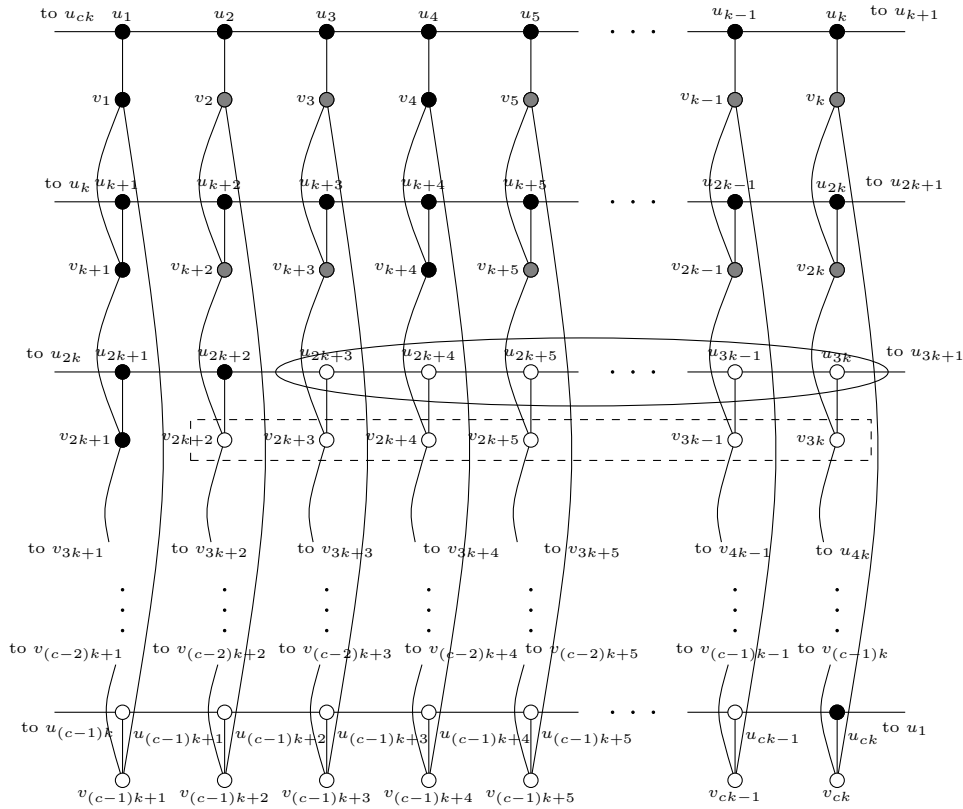 to u_{ck} u_1 u_2 u_3 u_4 u_5 u_{k−1} u_k to u_{k+1}
· · ·
v_1 v_2 v_3 v_4 v_5 v_{k−1} v_k
to u_k u_{k+1} u_{k+2} u_{k+3} u_{k+4} u_{k+5} u_{2k−1} u_{2k} to u_{2k+1}
· · ·
v_{k+1} v_{k+2} v_{k+3} v_{k+4} v_{k+5} v_{2k−1} v_{2k}
to u_{2k} u_{2k+1} u_{2k+2} u_{2k+3} u_{2k+4} u_{2k+5} u_{3k−1} u_{3k} to u_{3k+1}
· · ·
v_{2k+1} v_{2k+2} v_{2k+3} v_{2k+4} v_{2k+5} v_{3k−1} v_{3k}
to v_{3k+1} to v_{3k+2} to v_{3k+3} to v_{3k+4} to v_{3k+5} to v_{4k−1} to u_{4k}
to v_{(c−2)k+1} to v_{(c−2)k+2} to v_{(c−2)k+3} to v_{(c−2)k+4} to v_{(c−2)k+5} to v_{(c−1)k−1} to v_{(c−1)k}
· · ·
to u_{(c−1)k} u_{(c−1)k+1} u_{(c−1)k+2} u_{(c−1)k+3} u_{(c−1)k+4} u_{(c−1)k+5} u_{ck−1} u_{ck} to u_1
v_{(c−1)k+1} v_{(c−1)k+2} v_{(c−1)k+3} v_{(c−1)k+4} v_{(c−1)k+5} v_{ck−1} v_{ck}